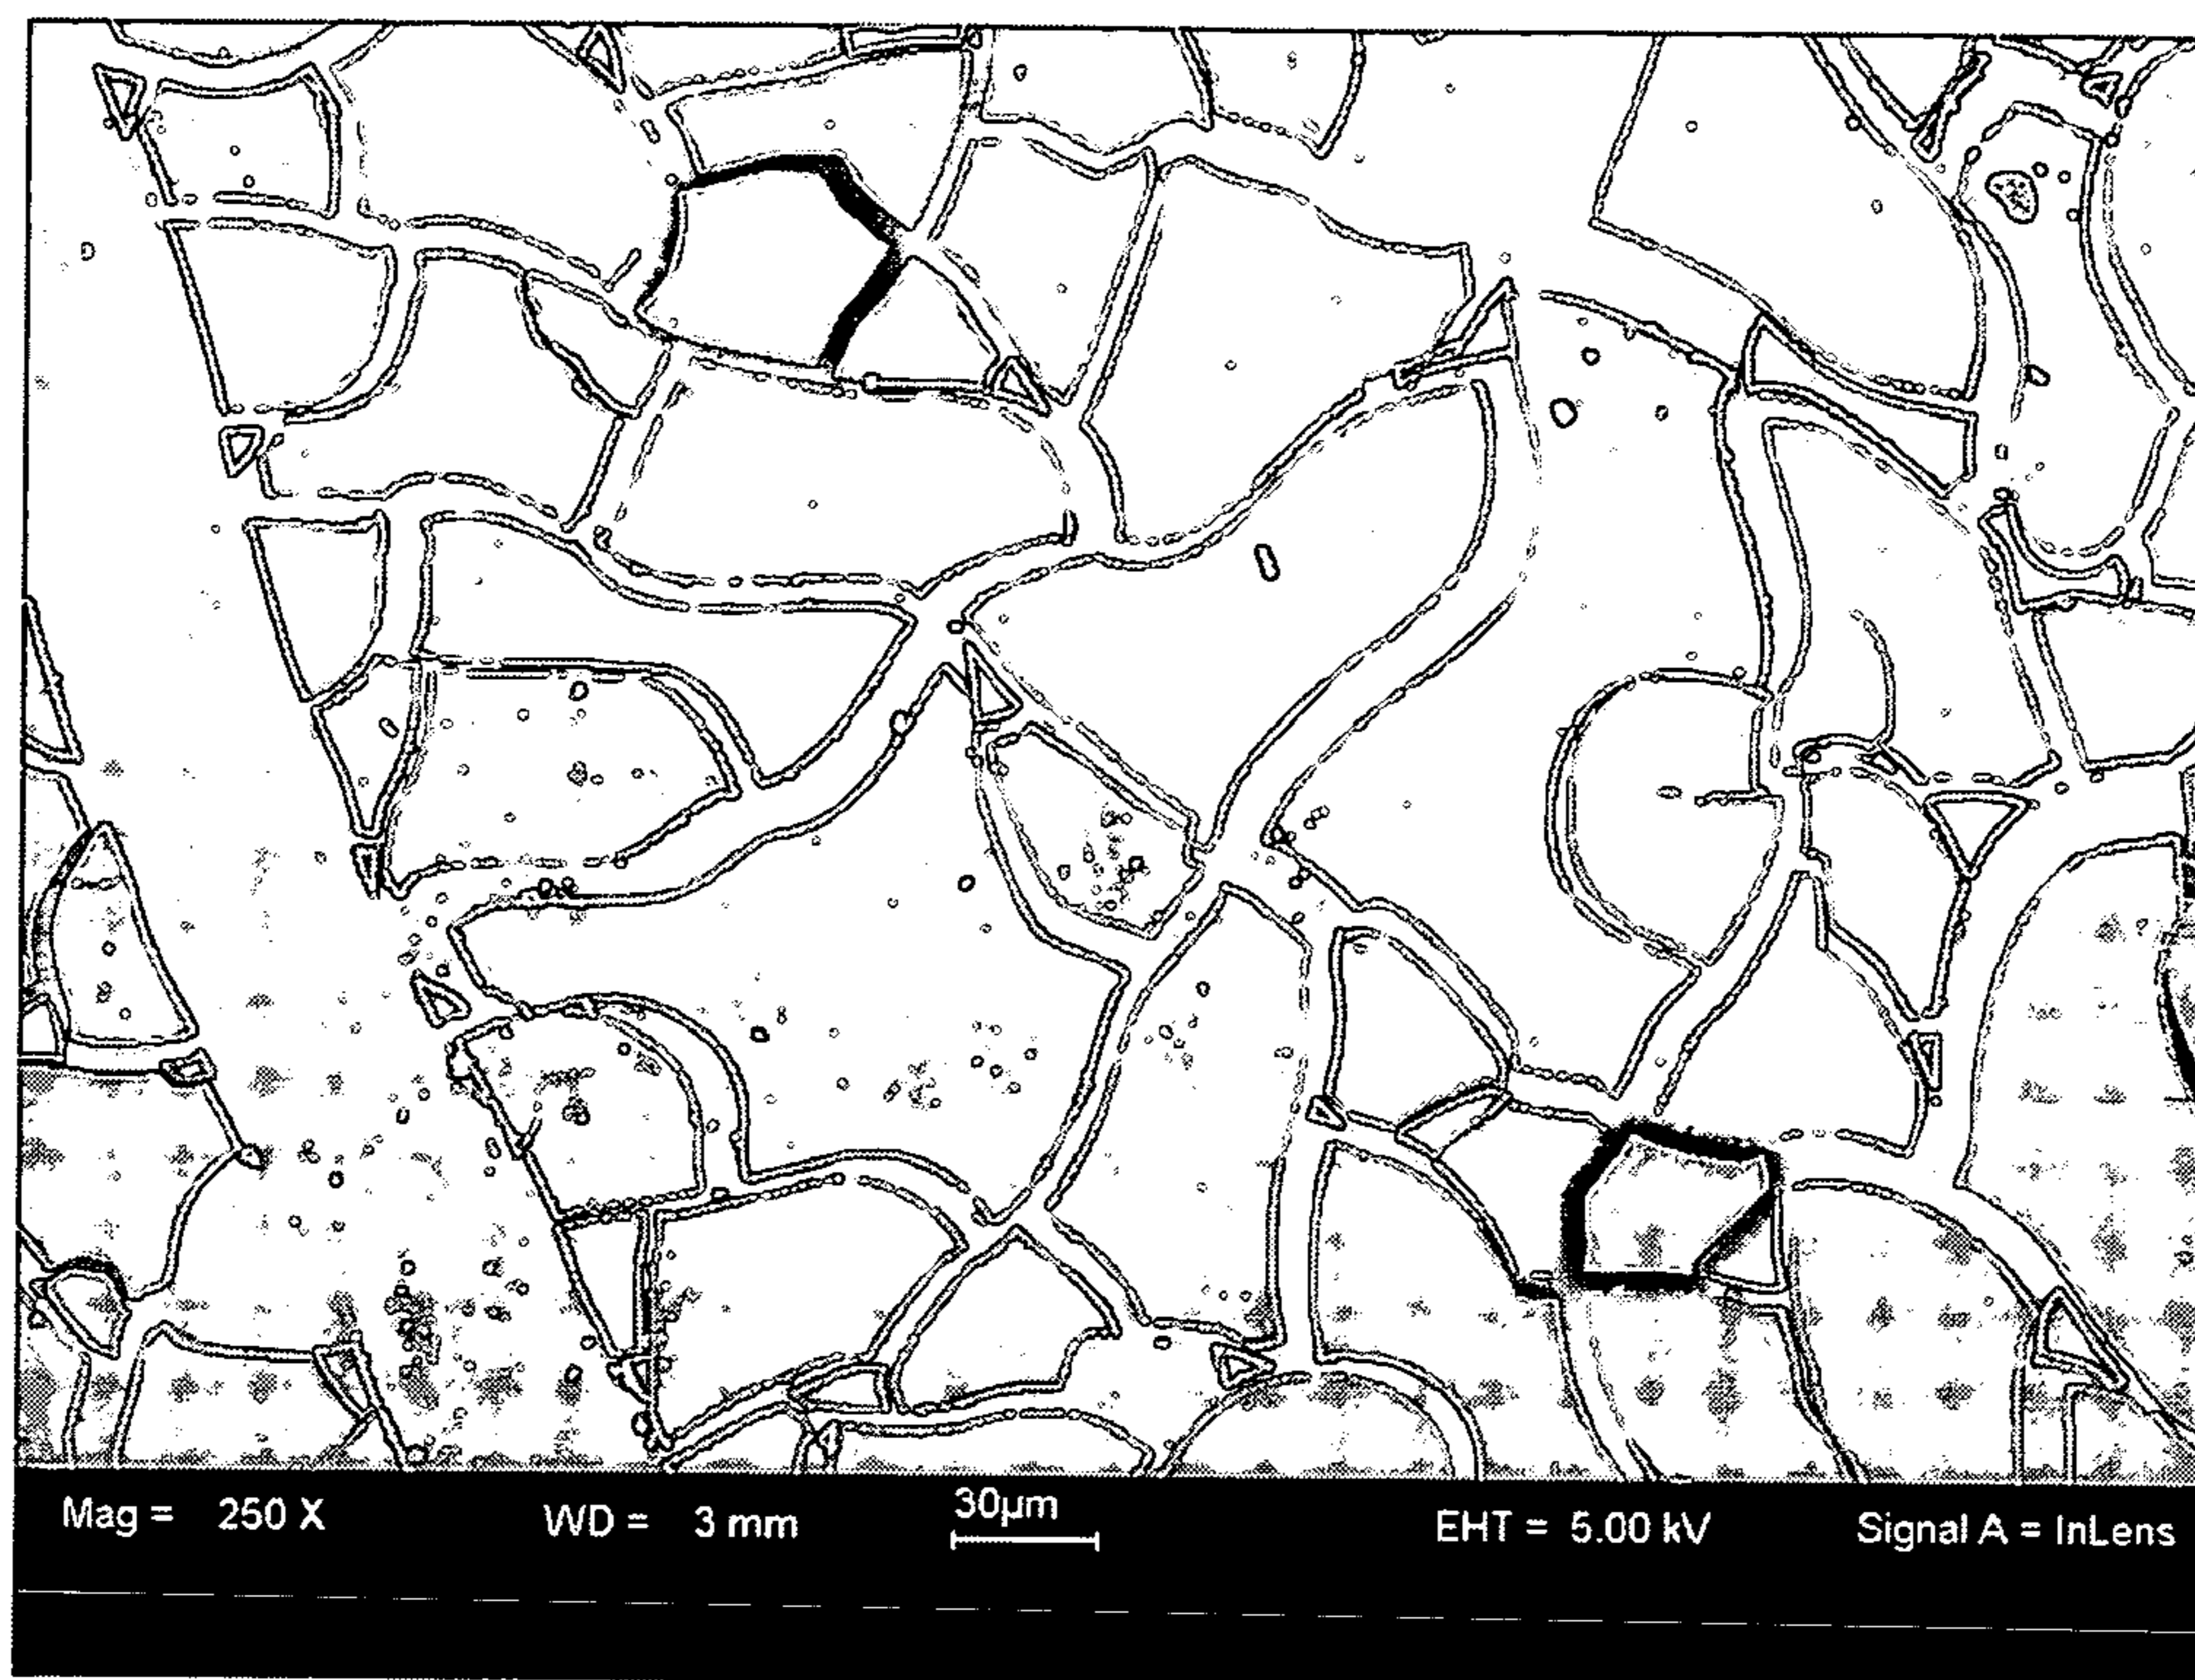 Mag = 250 X WD = 3 mm 30µm EHT = 5.00 kV Signal A = InLens